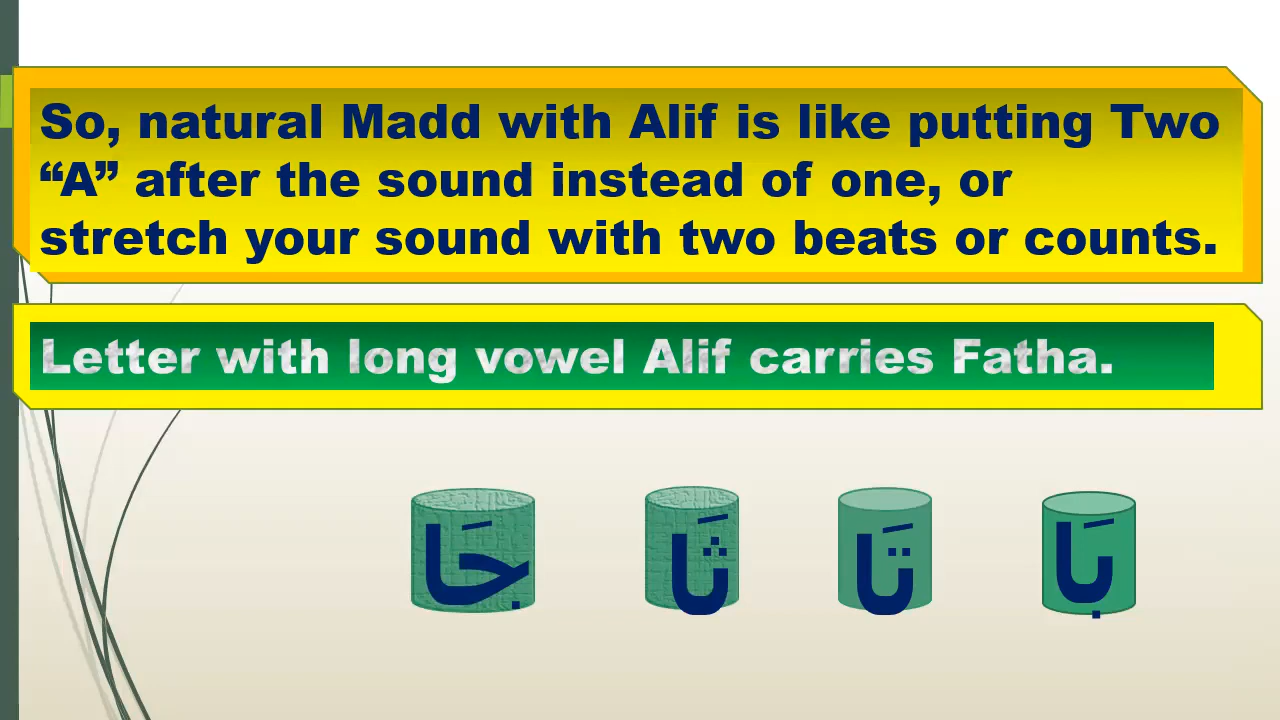 So, natural Madd with Alif is like putting Two
“A” after the sound instead of one, or
stretch your sound with two beats or counts.
Letter with long vowel Alif carries Fatha.
بَا تَا ثَا جَا